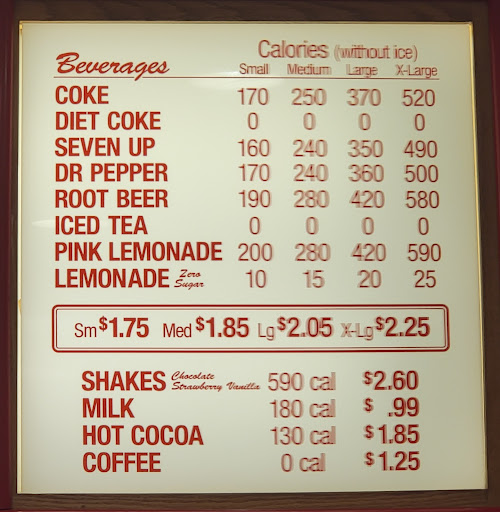 Calories (without ice)
Beverages Small Medium Large X-Large
COKE 170 250 370 520
DIET COKE 0 0 0 0
SEVEN UP 160 240 350 490
DR PEPPER 170 240 360 500
ROOT BEER 190 280 420 580
ICED TEA 0 0 0 0
PINK LEMONADE 200 280 420 590
LEMONADE Zero Sugar 10 15 20 25
Sm $1.75 Med $1.85 Lg $2.05 X-Lg $2.25
SHAKES Chocolate Strawberry Vanilla 590 cal $2.60
MILK 180 cal $ .99
HOT COCOA 130 cal $1.85
COFFEE 0 cal $1.25